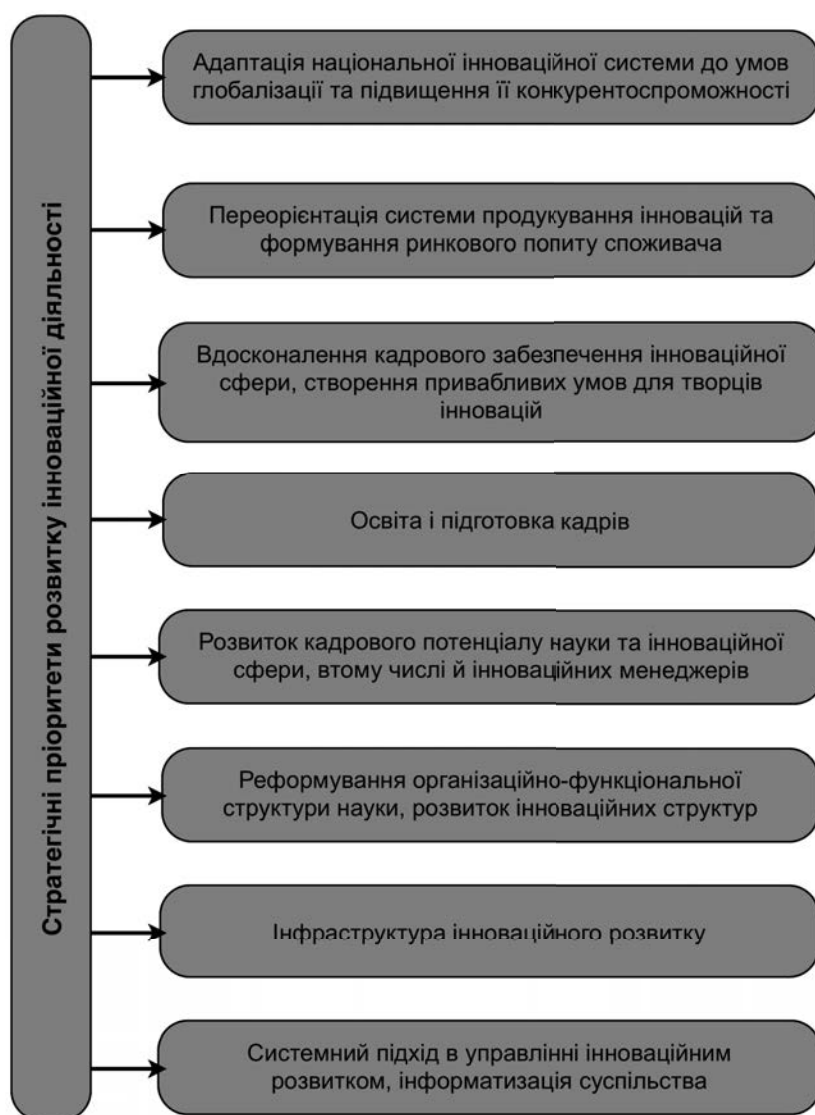 Стратегічні пріоритети розвитку інноваційної діяльності
Адаптація національної інноваційної системи до умов
глобалізації та підвищення її конкурентоспроможності
Переорієнтація системи продукування інновацій та
формування ринкового попиту споживача
Вдосконалення кадрового забезпечення інноваційної
сфери, створення привабливих умов для творців
інновацій
Освіта і підготовка кадрів
Розвиток кадрового потенціалу науки та інноваційної
сфери, втому числі й інноваційних менеджерів
Реформування організаційно-функціональної
структури науки, розвиток інноваційних структур
Інфраструктура інноваційного розвитку
Системний підхід в управлінні інноваційним
розвитком, інформатизація суспільства